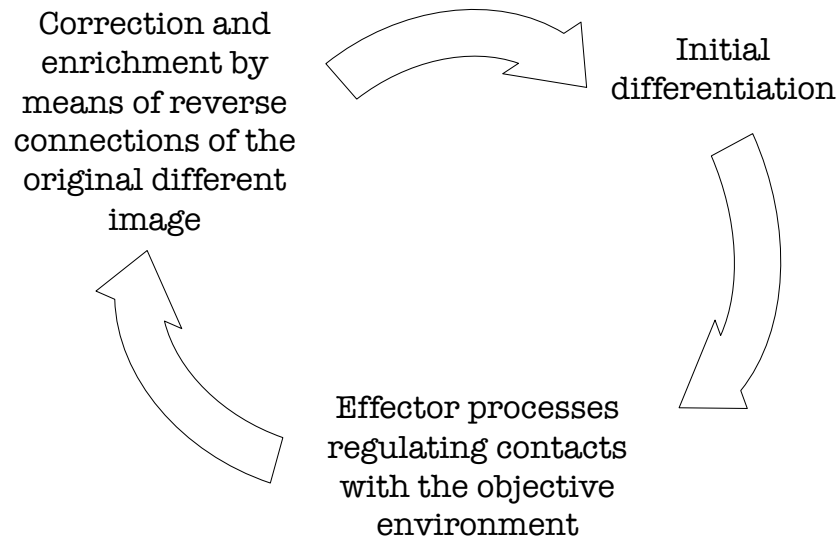 Correction and
enrichment by
means of reverse
connections of the
original different
image
Initial
differentiation
Effector processes
regulating contacts
with the objective
environment